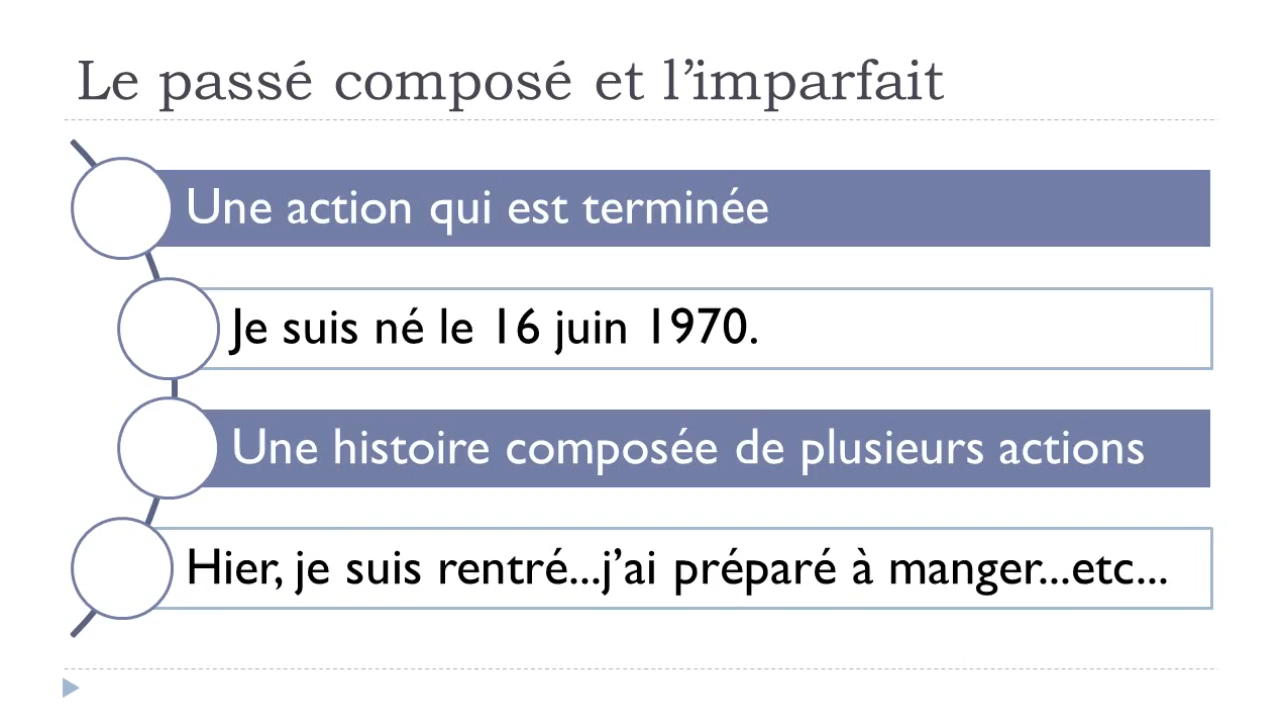 Le passé composé et l’imparfait
Une action qui est terminée
Je suis né le 16 juin 1970.
Une histoire composée de plusieurs actions
Hier, je suis rentré...j’ai préparé à manger...etc...